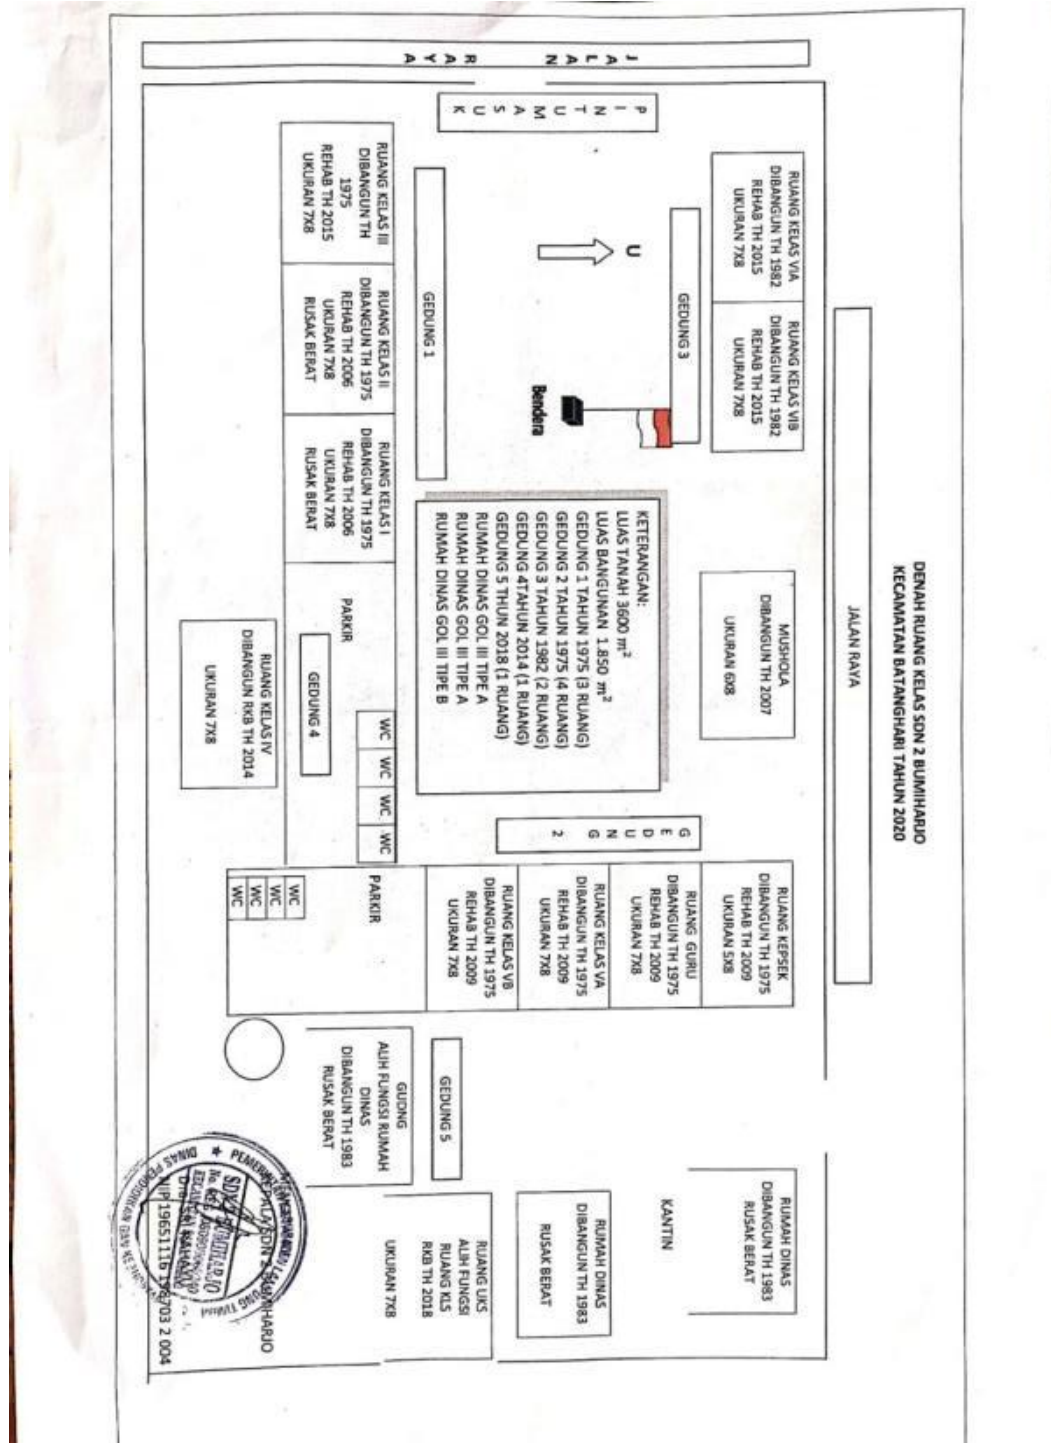 DENAH RUANG KELAS SDN 2 BUMIHARJO
KECAMATAN BATANGHARI TAHUN 2020
JALAN RAYA
JALAN RAYA
PINTU MASUK
RUANG KELAS VIA
DIBANGUN TH 1982
REHAB TH 2015
UKURAN 7X8
RUANG KELAS VIB
DIBANGUN TH 1982
REHAB TH 2015
UKURAN 7X8
GEDUNG 3
U
Bendera
MUSHOLA
DIBANGUN TH 2007
UKURAN 6X8
KETERANGAN:
LUAS TANAH 3600 m²
LUAS BANGUNAN 1.850 m²
GEDUNG 1 TAHUN 1975 (3 RUANG)
GEDUNG 2 TAHUN 1975 (4 RUANG)
GEDUNG 3 TAHUN 1982 (2 RUANG)
GEDUNG 4TAHUN 2014 (1 RUANG)
GEDUNG 5 THUN 2018 (1 RUANG)
RUMAH DINAS GOL III TIPE A
RUMAH DINAS GOL III TIPE A
RUMAH DINAS GOL III TIPE B
GEDUNG 2
RUANG KEPSEK
DIBANGUN TH 1975
REHAB TH 2009
UKURAN 5X8
RUANG GURU
DIBANGUN TH 1975
REHAB TH 2009
UKURAN 7X8
RUANG KELAS VA
DIBANGUN TH 1975
REHAB TH 2009
UKURAN 7X8
RUANG KELAS VB
DIBANGUN TH 1975
REHAB TH 2009
UKURAN 7X8
RUMAH DINAS
DIBANGUN TH 1983
RUSAK BERAT
KANTIN
RUMAH DINAS
DIBANGUN TH 1983
RUSAK BERAT
GEDUNG 1
RUANG KELAS III
DIBANGUN TH
1975
REHAB TH 2015
UKURAN 7X8
RUANG KELAS II
DIBANGUN TH 1975
REHAB TH 2006
UKURAN 7X8
RUSAK BERAT
RUANG KELAS I
DIBANGUN TH 1975
REHAB TH 2006
UKURAN 7X8
RUSAK BERAT
PARKIR
GEDUNG 4
WC
WC
WC
WC
RUANG KELAS IV
DIBANGUN RKB TH 2014
UKURAN 7X8
PARKIR
WC
WC
WC
WC
GEDUNG 5
GUDNG
ALIH FUNGSI RUMAH
DINAS
DIBANGUN TH 1983
RUSAK BERAT
RUANG UKS
ALIH FUNGSI
RUANG KLS
RKB TH 2018
UKURAN 7X8
KEPALA SDN 2 BUMIHARJO
NIP 19651116 198703 2 004